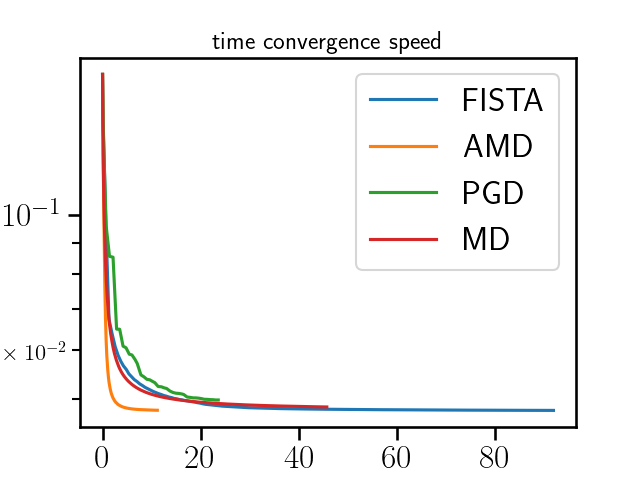 time convergence speed
FISTA
AMD
PGD
MD
10⁻¹
× 10⁻²
0 20 40 60 80